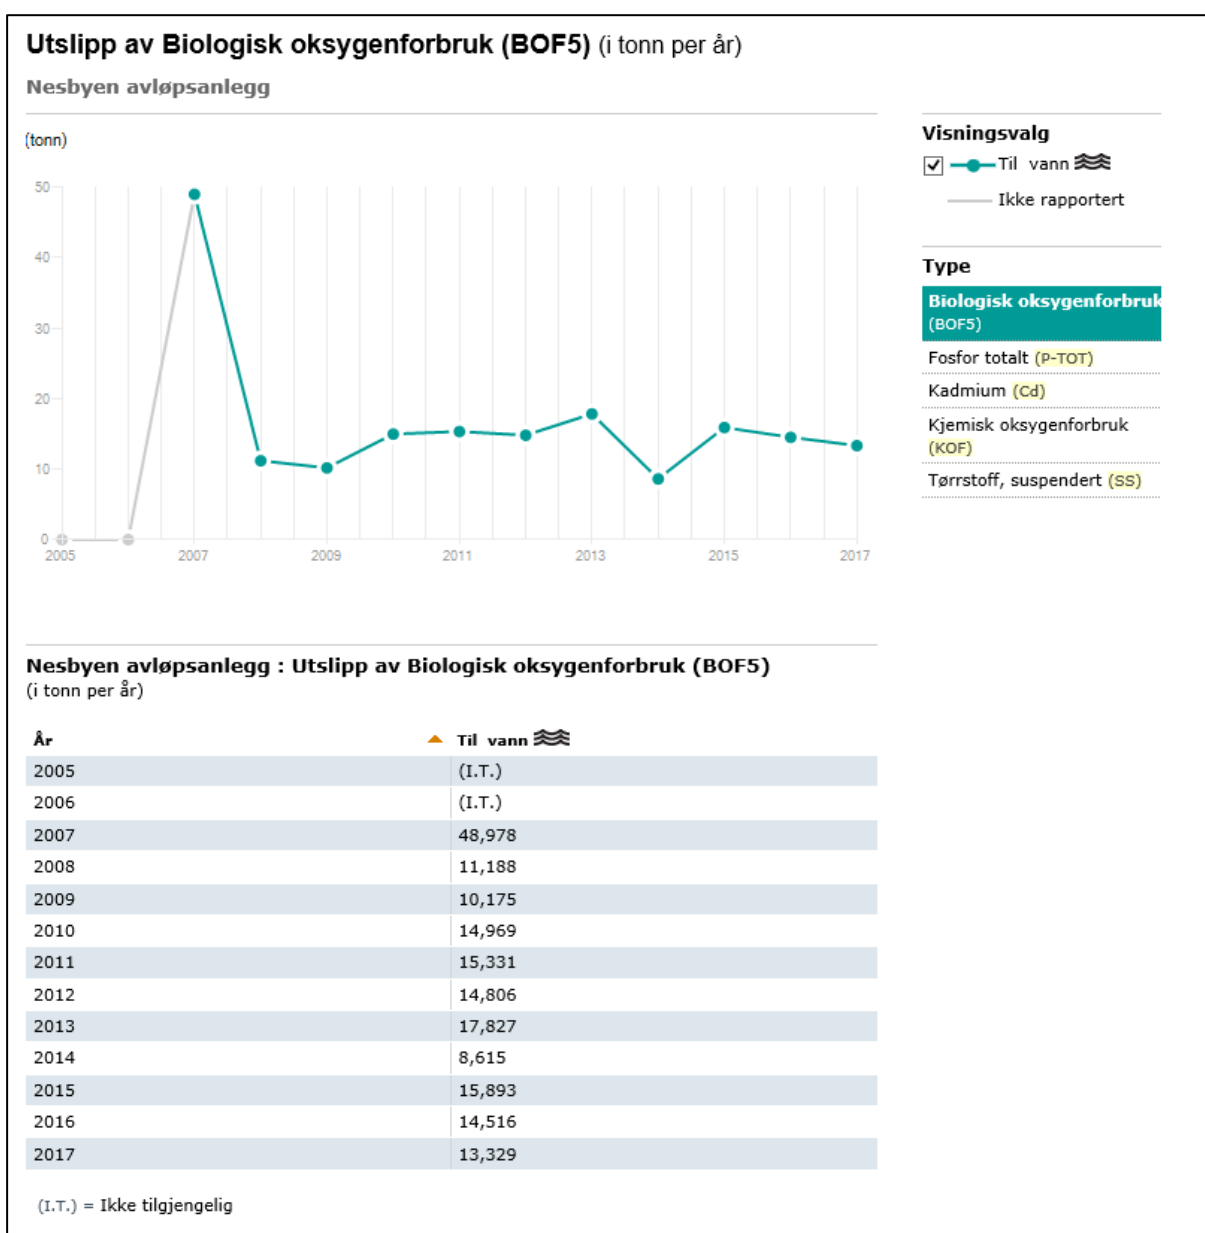 Utslipp av Biologisk oksygenforbruk (BOF5) (i tonn per år)
Nesbyen avløpsanlegg
(tonn)
50
40
30
20
10
0
2005 2007 2009 2011 2013 2015 2017
Visningsvalg
Til vann
Ikke rapportert
Type
Biologisk oksygenforbruk
(BOF5)
Fosfor totalt (P-TOT)
Kadmium (Cd)
Kjemisk oksygenforbruk
(KOF)
Tørrstoff, suspendert (SS)
Nesbyen avløpsanlegg : Utslipp av Biologisk oksygenforbruk (BOF5)
(i tonn per år)
År Til vann
2005 (I.T.)
2006 (I.T.)
2007 48,978
2008 11,188
2009 10,175
2010 14,969
2011 15,331
2012 14,806
2013 17,827
2014 8,615
2015 15,893
2016 14,516
2017 13,329
(I.T.) = Ikke tilgjengelig